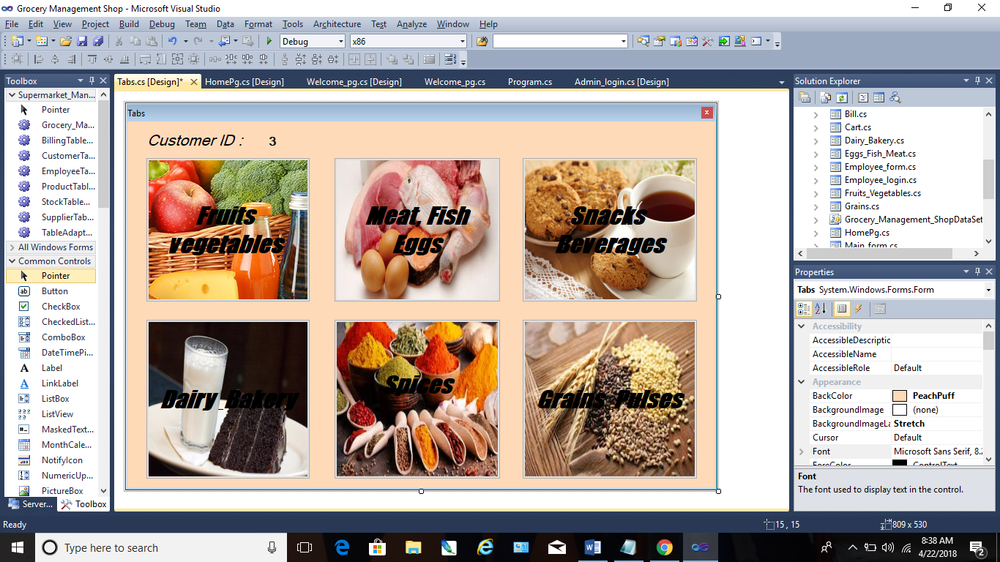 Grocery Management Shop - Microsoft Visual Studio
File Edit View Project Build Debug Team Data Format Tools Architecture Test Analyze Window Help
Debug x86
Toolbox
Supermarket_Man...
Pointer
Grocery_Ma...
BillingTable...
CustomerTa...
EmployeeTa...
ProductTabl...
StockTable...
SupplierTab...
TableAdapt...
All Windows Forms
Common Controls
Pointer
Button
CheckBox
CheckedList...
ComboBox
DateTimePi...
Label
LinkLabel
ListBox
ListView
MaskedText...
MonthCale...
NotifyIcon
NumericUp...
PictureBox
Server... Toolbox
Tabs.cs [Design]* HomePg.cs [Design] Welcome_pg.cs [Design] Welcome_pg.cs Program.cs Admin_login.cs [Design]
Tabs
Customer ID : 3
Fruits
vegetables
Meat, Fish
Eggs
Snacks
Beverages
Dairy_Bakery
Spices
Grains_Pulses
Solution Explorer
Bill.cs
Cart.cs
Dairy_Bakery.cs
Eggs_Fish_Meat.cs
Employee_form.cs
Employee_login.cs
Fruits_Vegetables.cs
Grains.cs
Grocery_Management_ShopDataSet
HomePg.cs
Main_form.cs
Properties
Tabs System.Windows.Forms.Form
Accessibility
AccessibleDescriptic
AccessibleName
AccessibleRole Default
Appearance
BackColor PeachPuff
BackgroundImage (none)
BackgroundImageLa Stretch
Cursor Default
Font Microsoft Sans Serif, 8.2
ForeColor ControlText
Font
The font used to display text in the control.
Ready 15 , 15 809 x 530
Type here to search
8:38 AM
4/22/2018
2